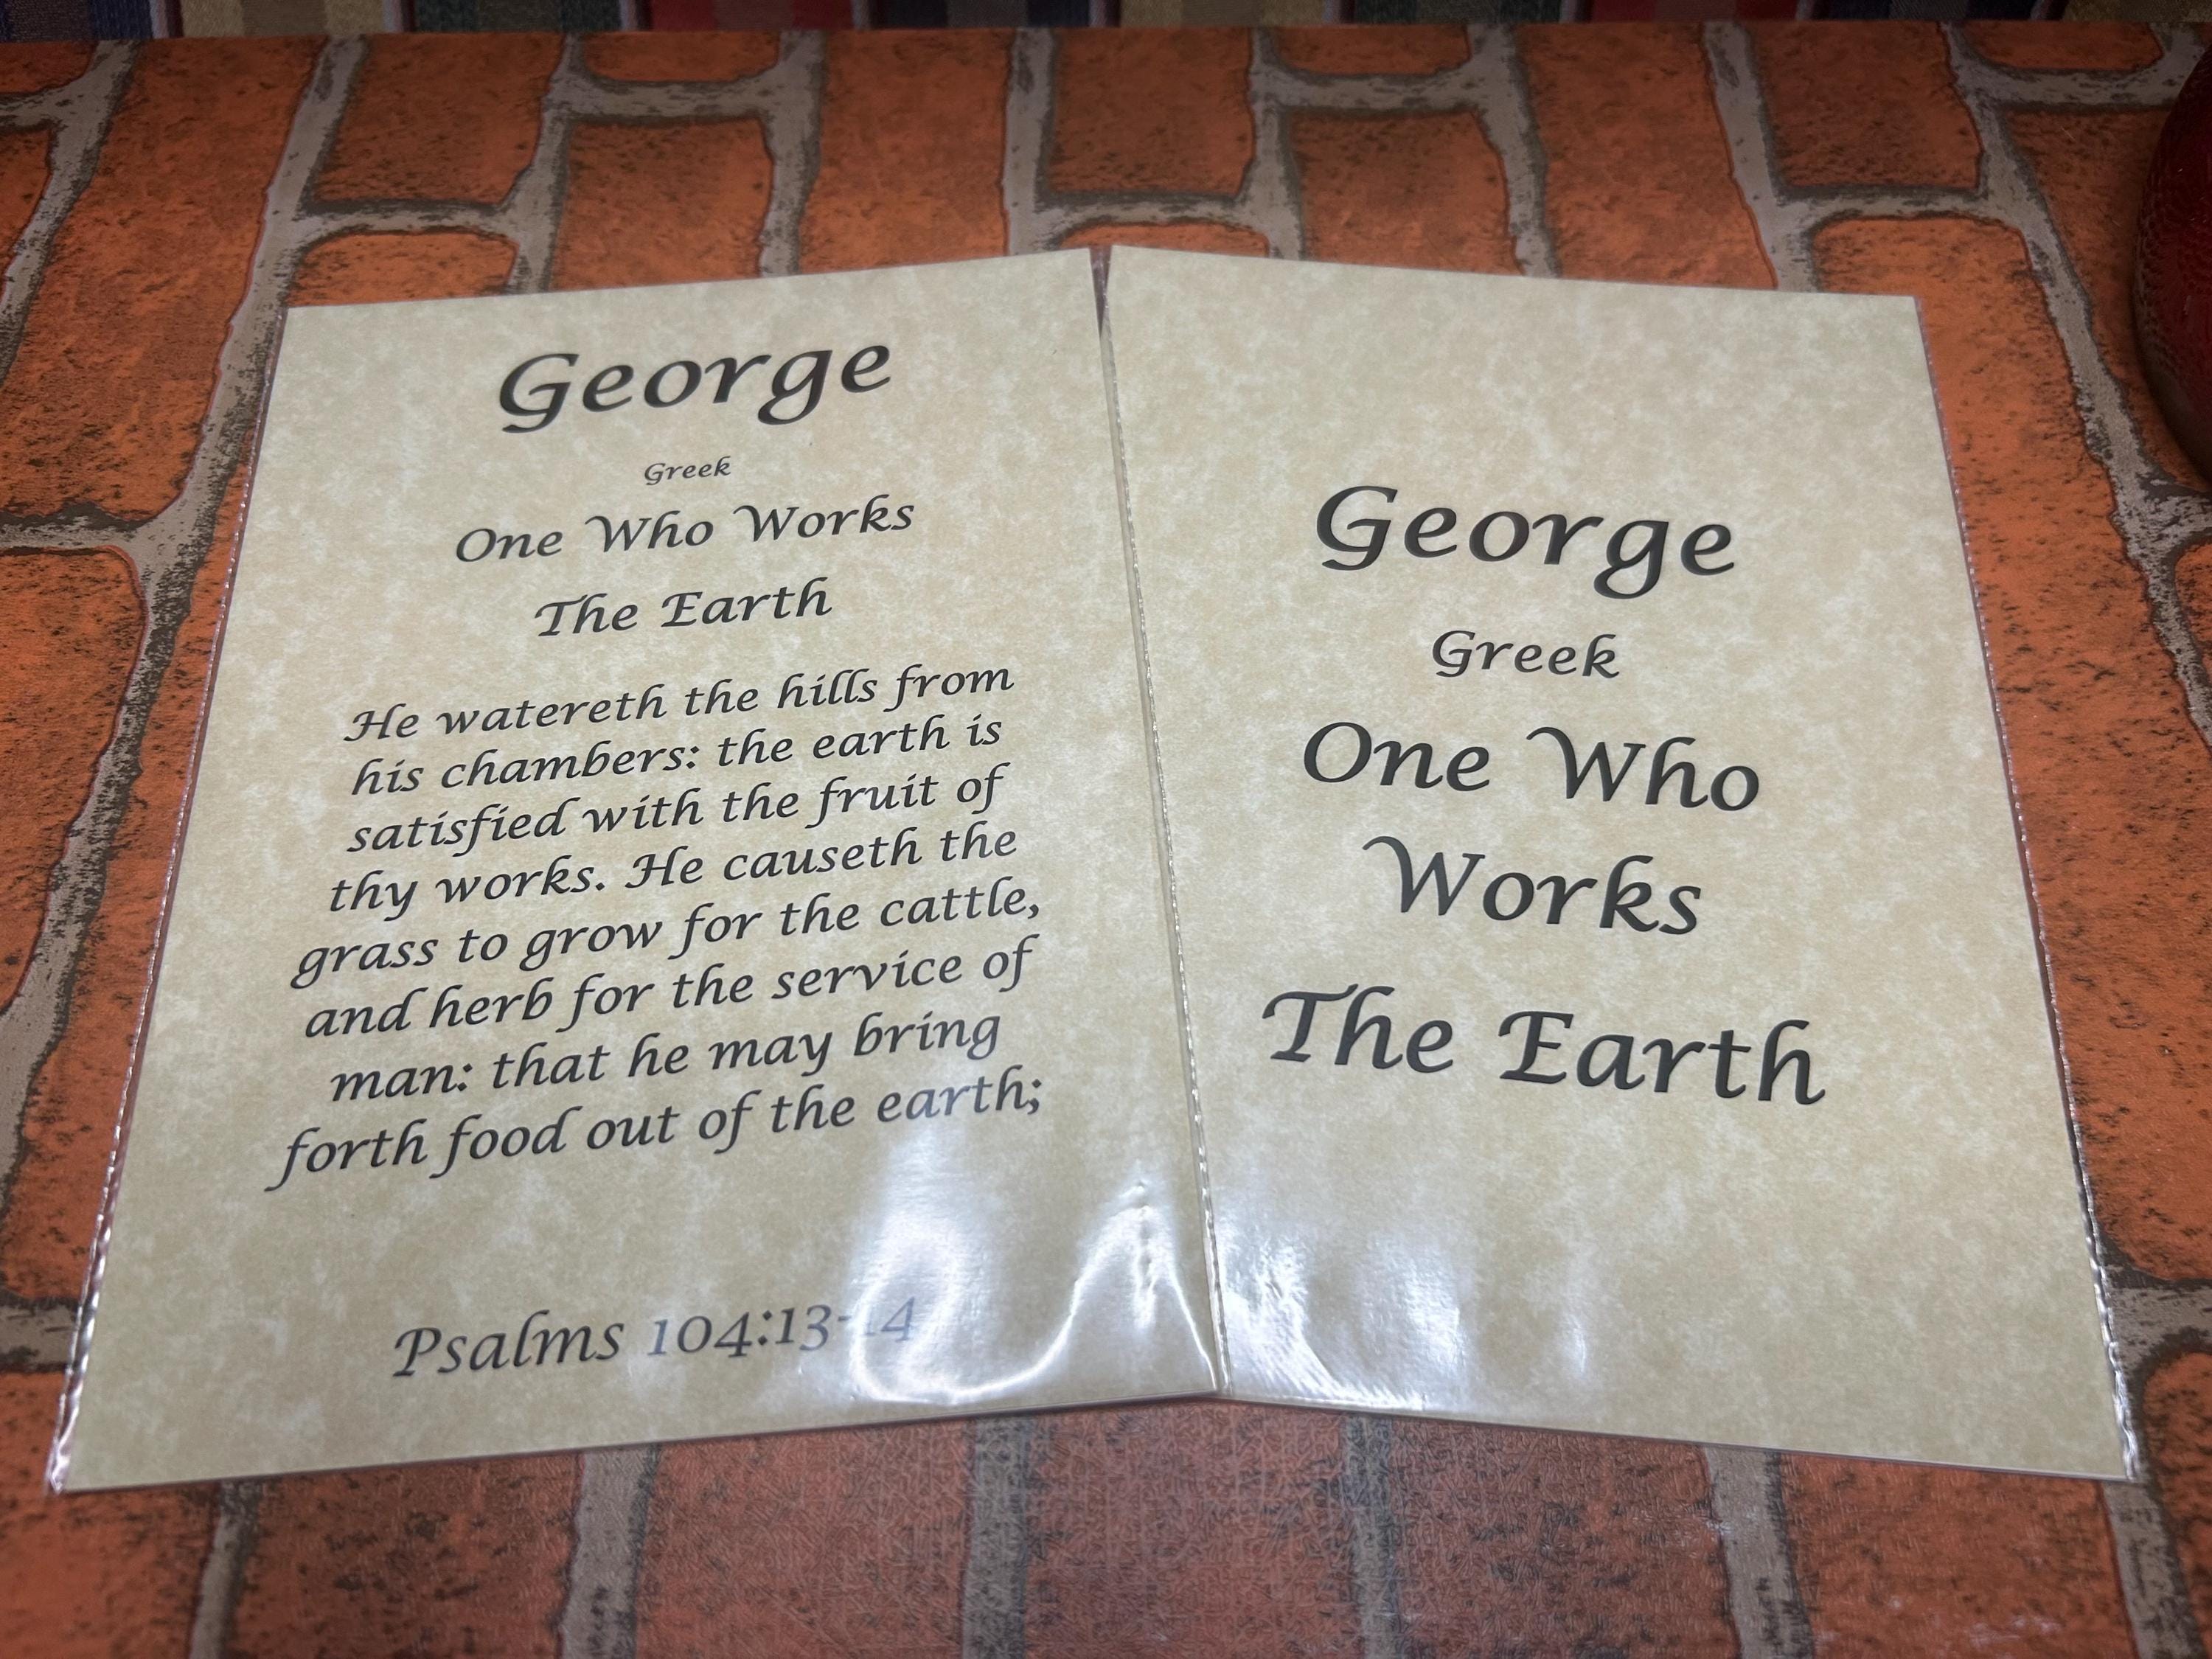 George
Greek
One Who Works
The Earth
He watereth the hills from
his chambers: the earth is
satisfied with the fruit of
thy works. He causeth the
grass to grow for the cattle,
and herb for the service of
man: that he may bring
forth food out of the earth;
Psalms 104:13-14
George
Greek
One Who
Works
The Earth